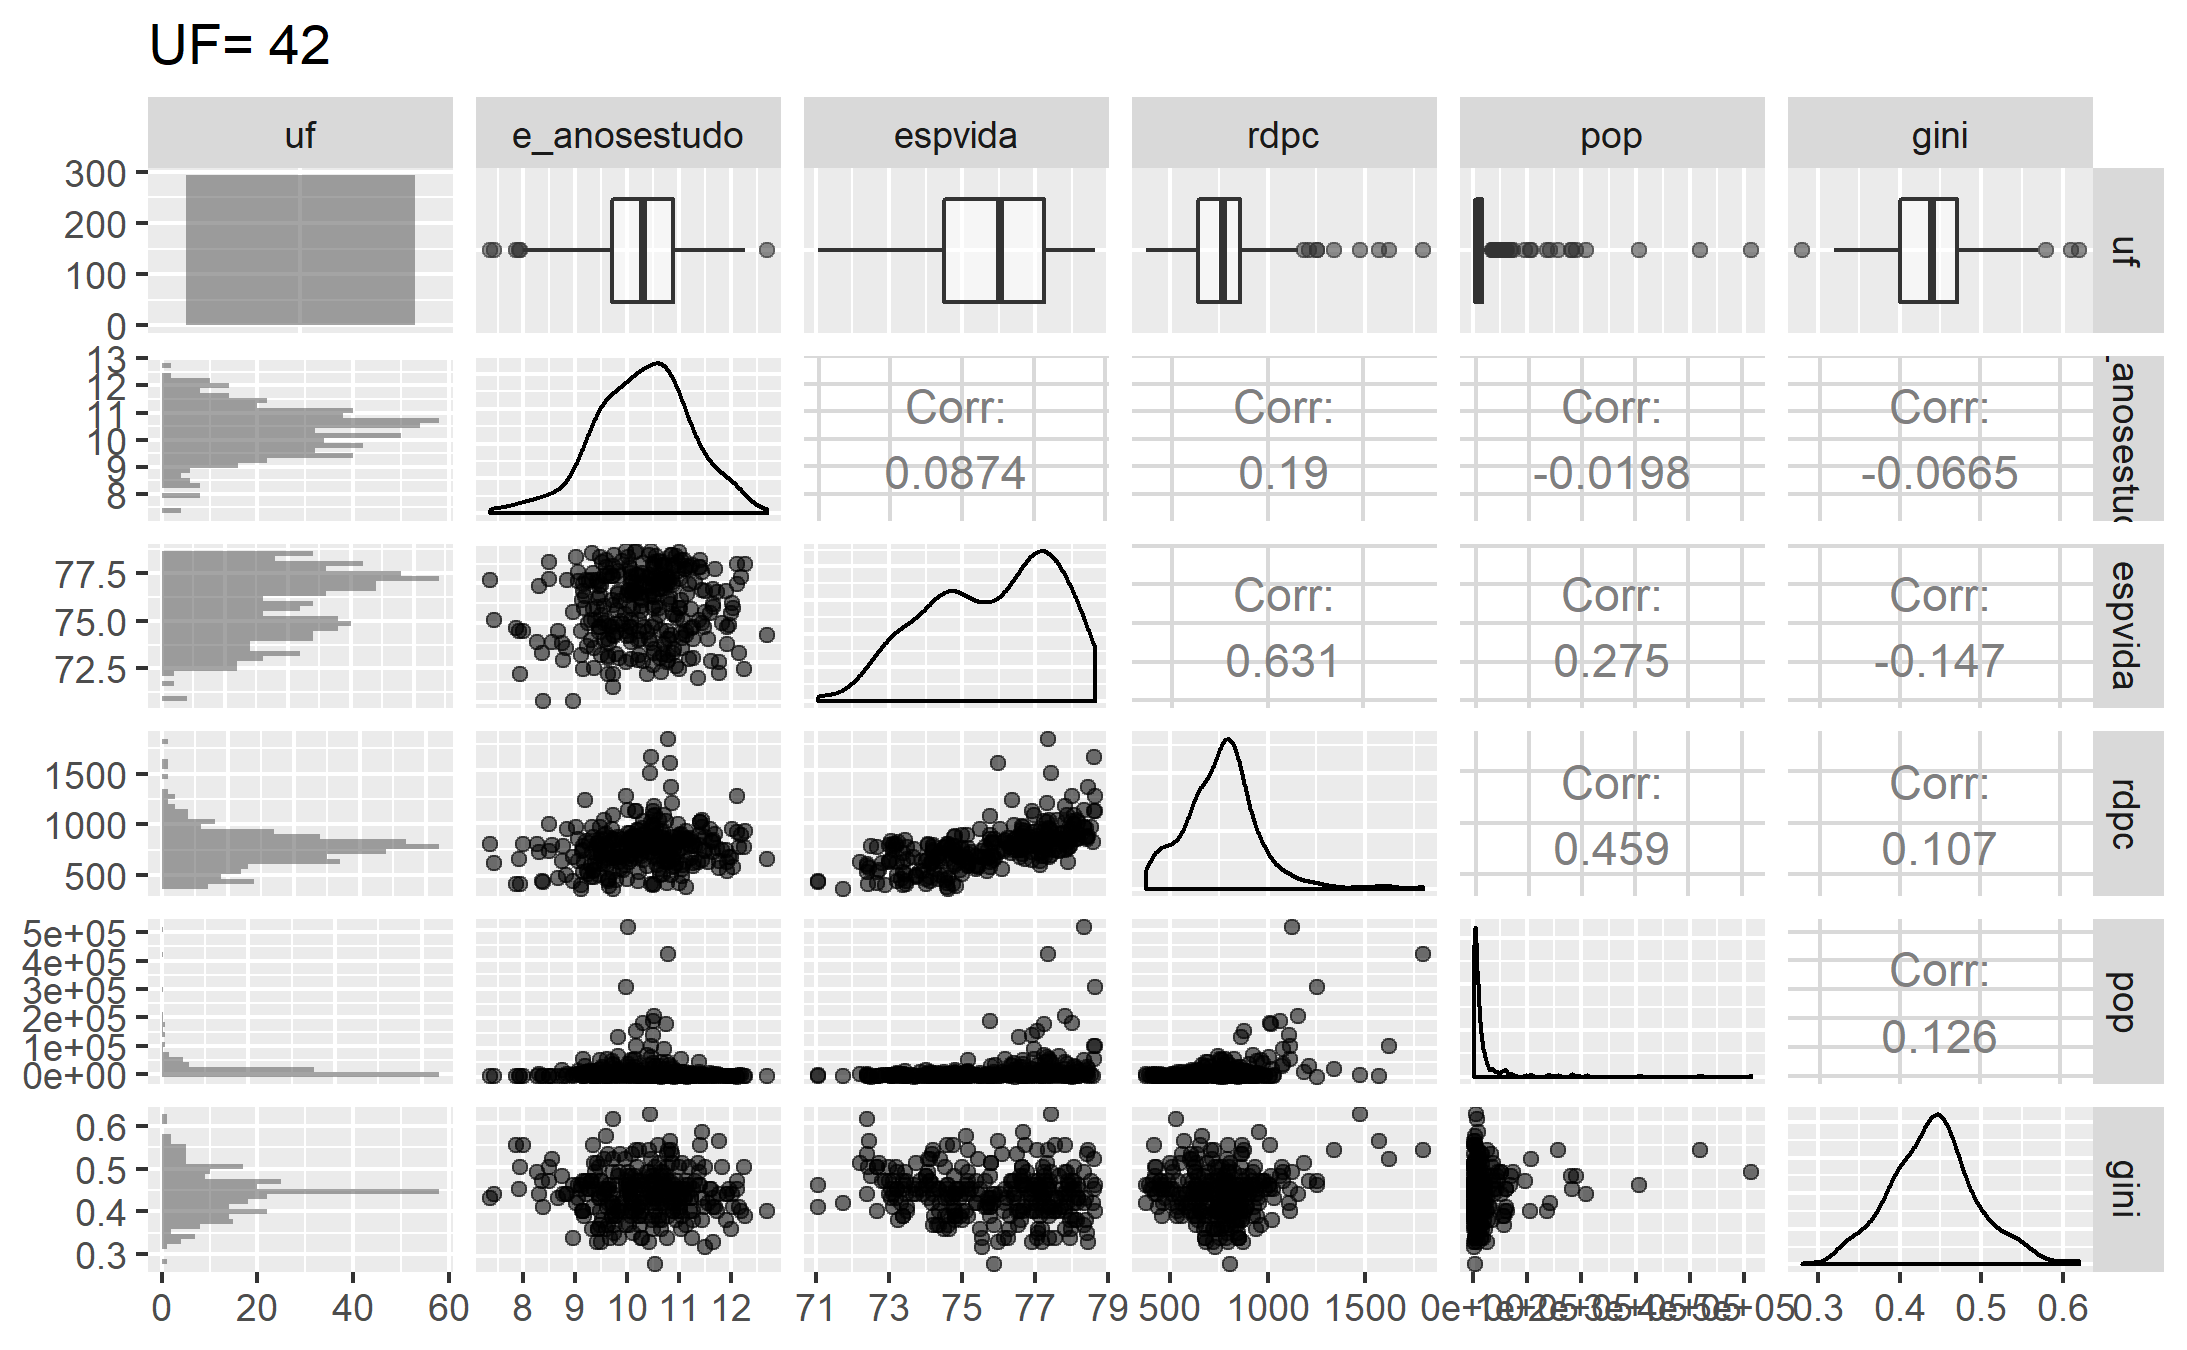 UF= 42
uf e_anosestudo espvida rdpc pop gini
300
200
100
0
uf
13
12
11
10
9
8
Corr:
0.0874
Corr:
0.19
Corr:
-0.0198
Corr:
-0.0665
_anosestud
77.5
75.0
72.5
Corr:
0.631
Corr:
0.275
Corr:
-0.147
espvida
1500
1000
500
Corr:
0.459
Corr:
0.107
rdpc
5e+05
4e+05
3e+05
2e+05
1e+05
0e+00
Corr:
0.126
pop
0.6
0.5
0.4
0.3
gini
0 20 40 60
8 9 10 11 12
71 73 75 77 79
500 1000 1500
0.3 0.4 0.5 0.6